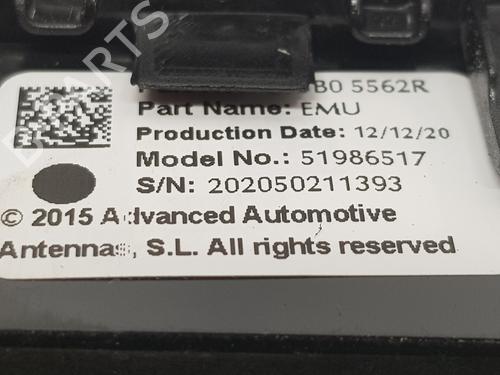 B0 5562R
Part Name: EMU
Production Date: 12/12/20
Model No.: 51986517
S/N: 202050211393
© 2015 Advanced Automotive
Antennas, S.L. All rights reserved
PARTS